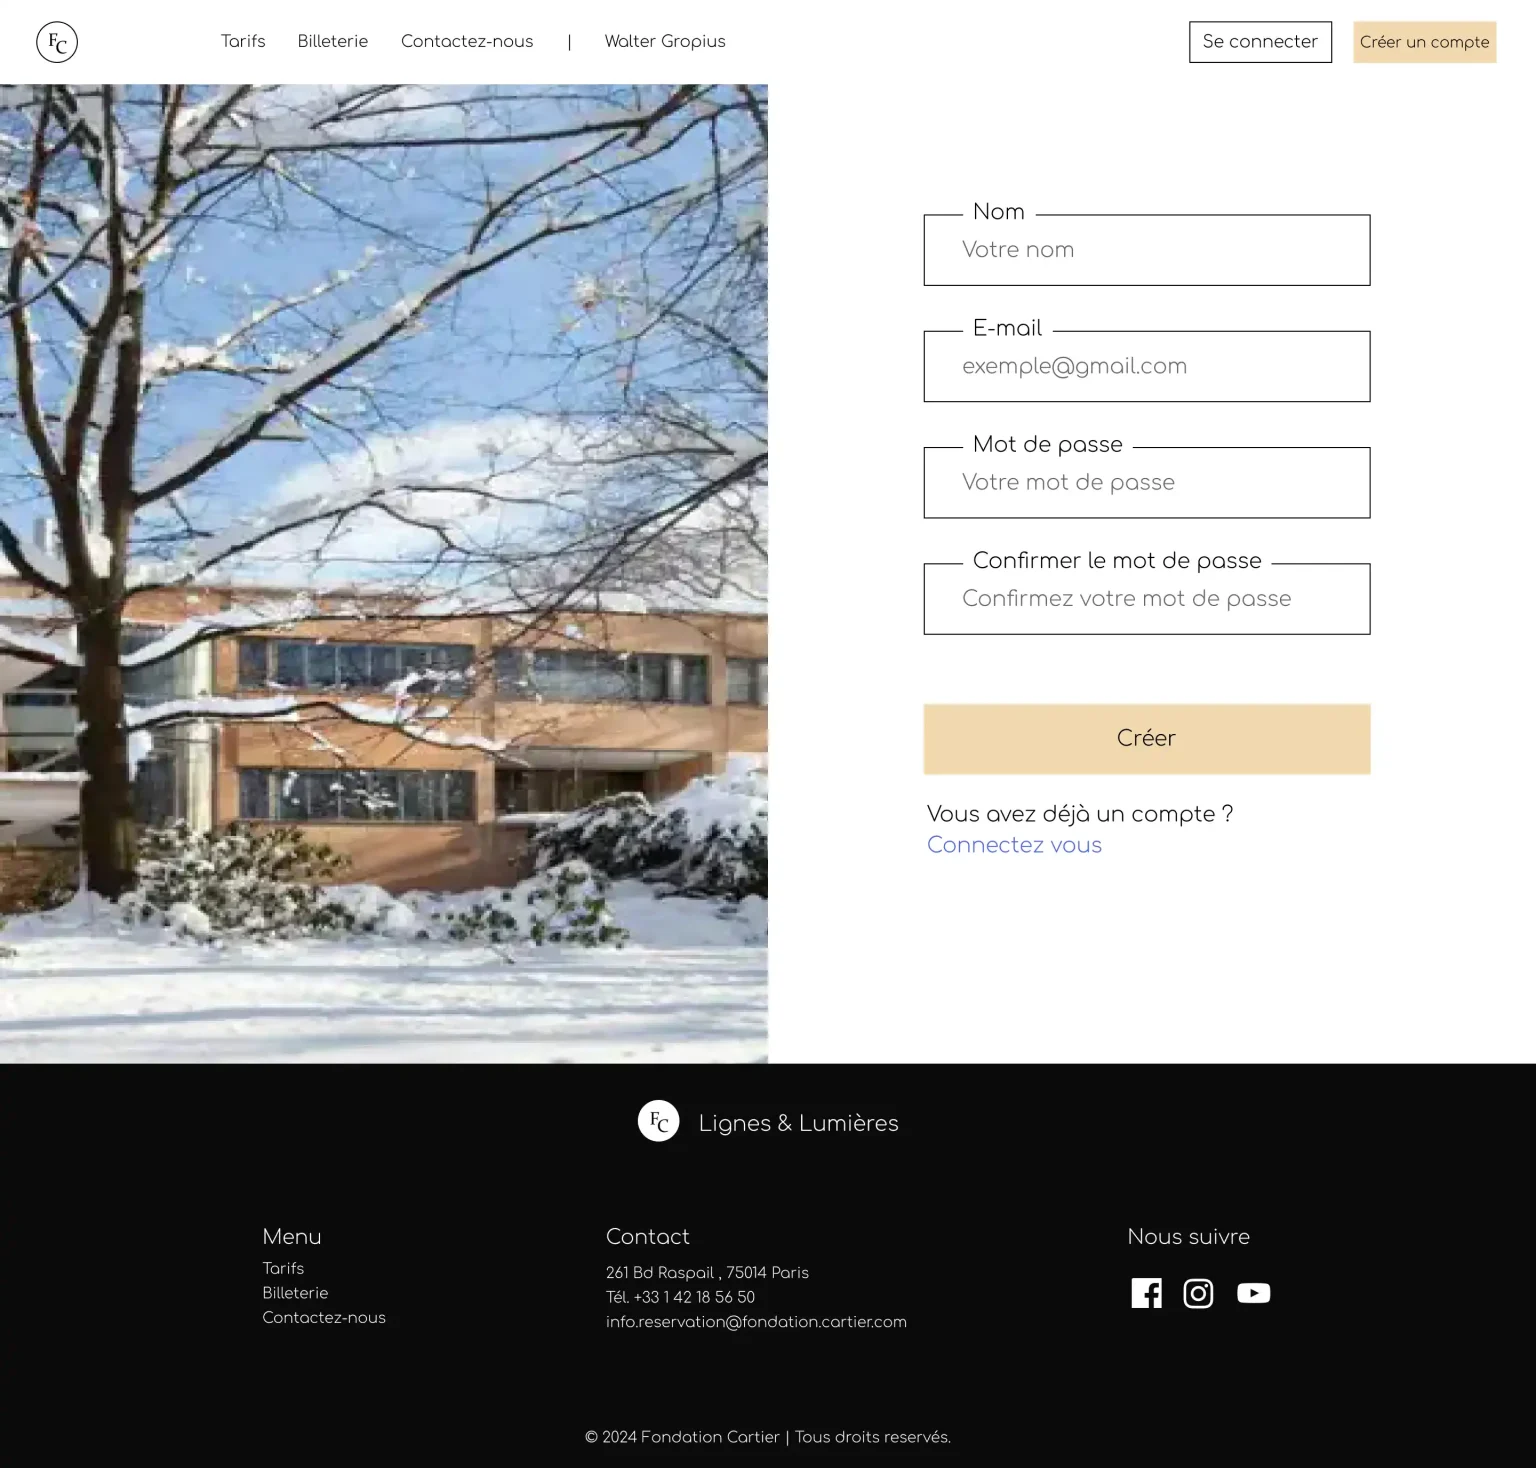 FC
Tarifs
Billeterie
Contactez-nous
|
Walter Gropius
Se connecter
Créer un compte
Nom
Votre nom
E-mail
exemple@gmail.com
Mot de passe
Votre mot de passe
Confirmer le mot de passe
Confirmez votre mot de passe
Créer
Vous avez déjà un compte ?
Connectez vous
FC
Lignes & Lumières
Menu
Tarifs
Billeterie
Contactez-nous
Contact
261 Bd Raspail , 75014 Paris
Tél. +33 1 42 18 56 50
info.reservation@fondation.cartier.com
Nous suivre
© 2024 Fondation Cartier | Tous droits reservés.